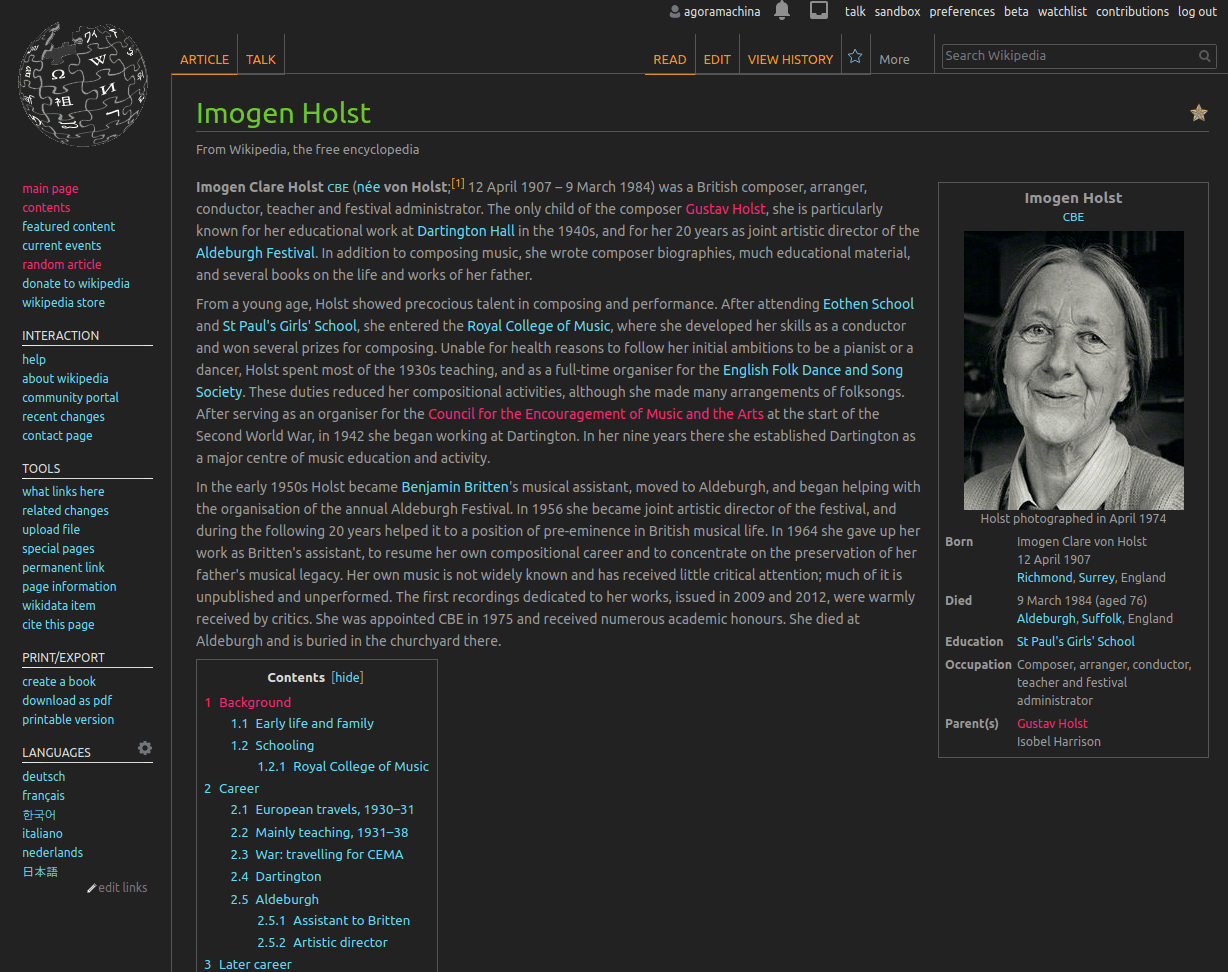 agoramachina talk sandbox preferences beta watchlist contributions log out
ARTICLE TALK READ EDIT VIEW HISTORY More Search Wikipedia
Imogen Holst
From Wikipedia, the free encyclopedia
Imogen Clare Holst CBE (née von Holst;[1] 12 April 1907 – 9 March 1984) was a British composer, arranger,
conductor, teacher and festival administrator. The only child of the composer Gustav Holst, she is particularly
known for her educational work at Dartington Hall in the 1940s, and for her 20 years as joint artistic director of the
Aldeburgh Festival. In addition to composing music, she wrote composer biographies, much educational material,
and several books on the life and works of her father.
From a young age, Holst showed precocious talent in composing and performance. After attending Eothen School
and St Paul's Girls' School, she entered the Royal College of Music, where she developed her skills as a conductor
and won several prizes for composing. Unable for health reasons to follow her initial ambitions to be a pianist or a
dancer, Holst spent most of the 1930s teaching, and as a full-time organiser for the English Folk Dance and Song
Society. These duties reduced her compositional activities, although she made many arrangements of folksongs.
After serving as an organiser for the Council for the Encouragement of Music and the Arts at the start of the
Second World War, in 1942 she began working at Dartington. In her nine years there she established Dartington as
a major centre of music education and activity.
In the early 1950s Holst became Benjamin Britten's musical assistant, moved to Aldeburgh, and began helping with
the organisation of the annual Aldeburgh Festival. In 1956 she became joint artistic director of the festival, and
during the following 20 years helped it to a position of pre-eminence in British musical life. In 1964 she gave up her
work as Britten's assistant, to resume her own compositional career and to concentrate on the preservation of her
father's musical legacy. Her own music is not widely known and has received little critical attention; much of it is
unpublished and unperformed. The first recordings dedicated to her works, issued in 2009 and 2012, were warmly
received by critics. She was appointed CBE in 1975 and received numerous academic honours. She died at
Aldeburgh and is buried in the churchyard there.
Contents [hide]
1 Background
1.1 Early life and family
1.2 Schooling
1.2.1 Royal College of Music
2 Career
2.1 European travels, 1930–31
2.2 Mainly teaching, 1931–38
2.3 War: travelling for CEMA
2.4 Dartington
2.5 Aldeburgh
2.5.1 Assistant to Britten
2.5.2 Artistic director
3 Later career
Imogen Holst
CBE
Holst photographed in April 1974
Born Imogen Clare von Holst
12 April 1907
Richmond, Surrey, England
Died 9 March 1984 (aged 76)
Aldeburgh, Suffolk, England
Education St Paul's Girls' School
Occupation Composer, arranger, conductor,
teacher and festival
administrator
Parent(s) Gustav Holst
Isobel Harrison
main page
contents
featured content
current events
random article
donate to wikipedia
wikipedia store
INTERACTION
help
about wikipedia
community portal
recent changes
contact page
TOOLS
what links here
related changes
upload file
special pages
permanent link
page information
wikidata item
cite this page
PRINT/EXPORT
create a book
download as pdf
printable version
LANGUAGES
deutsch
français
한국어
italiano
nederlands
日本語
edit links